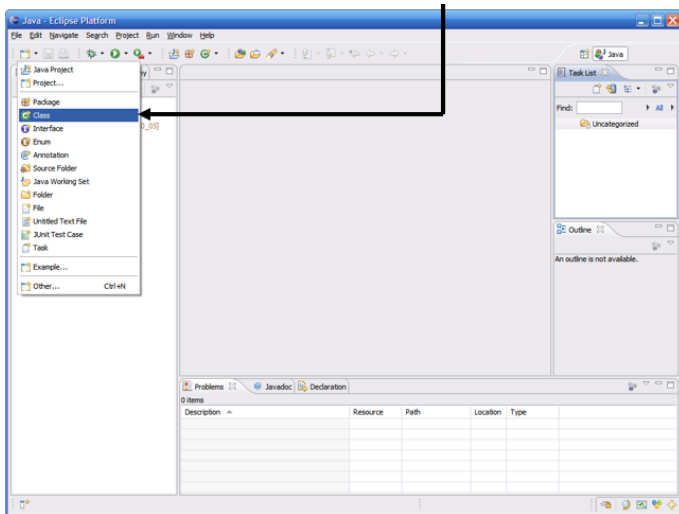 Java - Eclipse Platform
File Edit Navigate Search Project Run Window Help
Java
Java Project
Project...
Package
Class
Interface
Enum
Annotation
Source Folder
Java Working Set
Folder
File
Untitled Text File
JUnit Test Case
Task
Example...
Other... Ctrl+N
Task List
Find: All
Uncategorized
Outline
An outline is not available.
Problems Javadoc Declaration
0 items
Description Resource Path Location Type